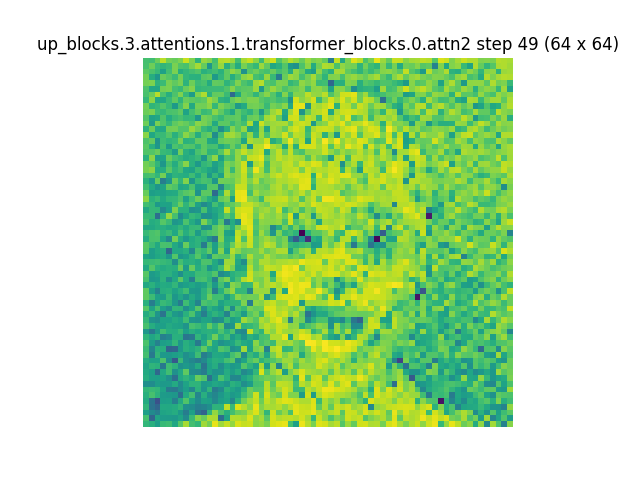 up_blocks.3.attentions.1.transformer_blocks.0.attn2 step 49 (64 x 64)